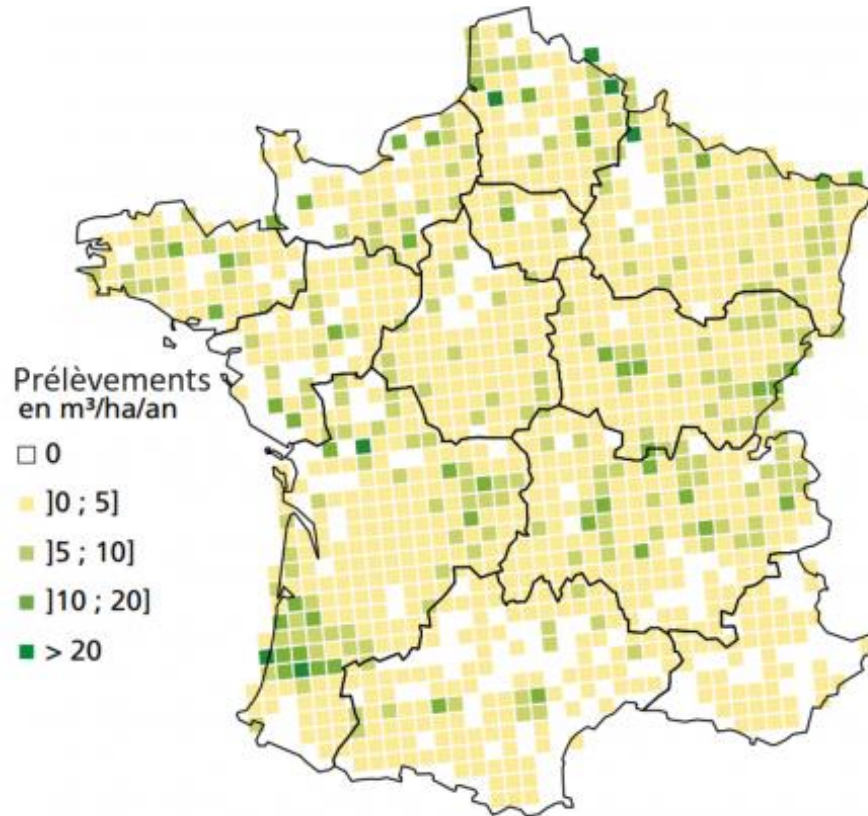 Prélèvements
en m³/ha/an
0
]0 ; 5]
]5 ; 10]
]10 ; 20]
> 20